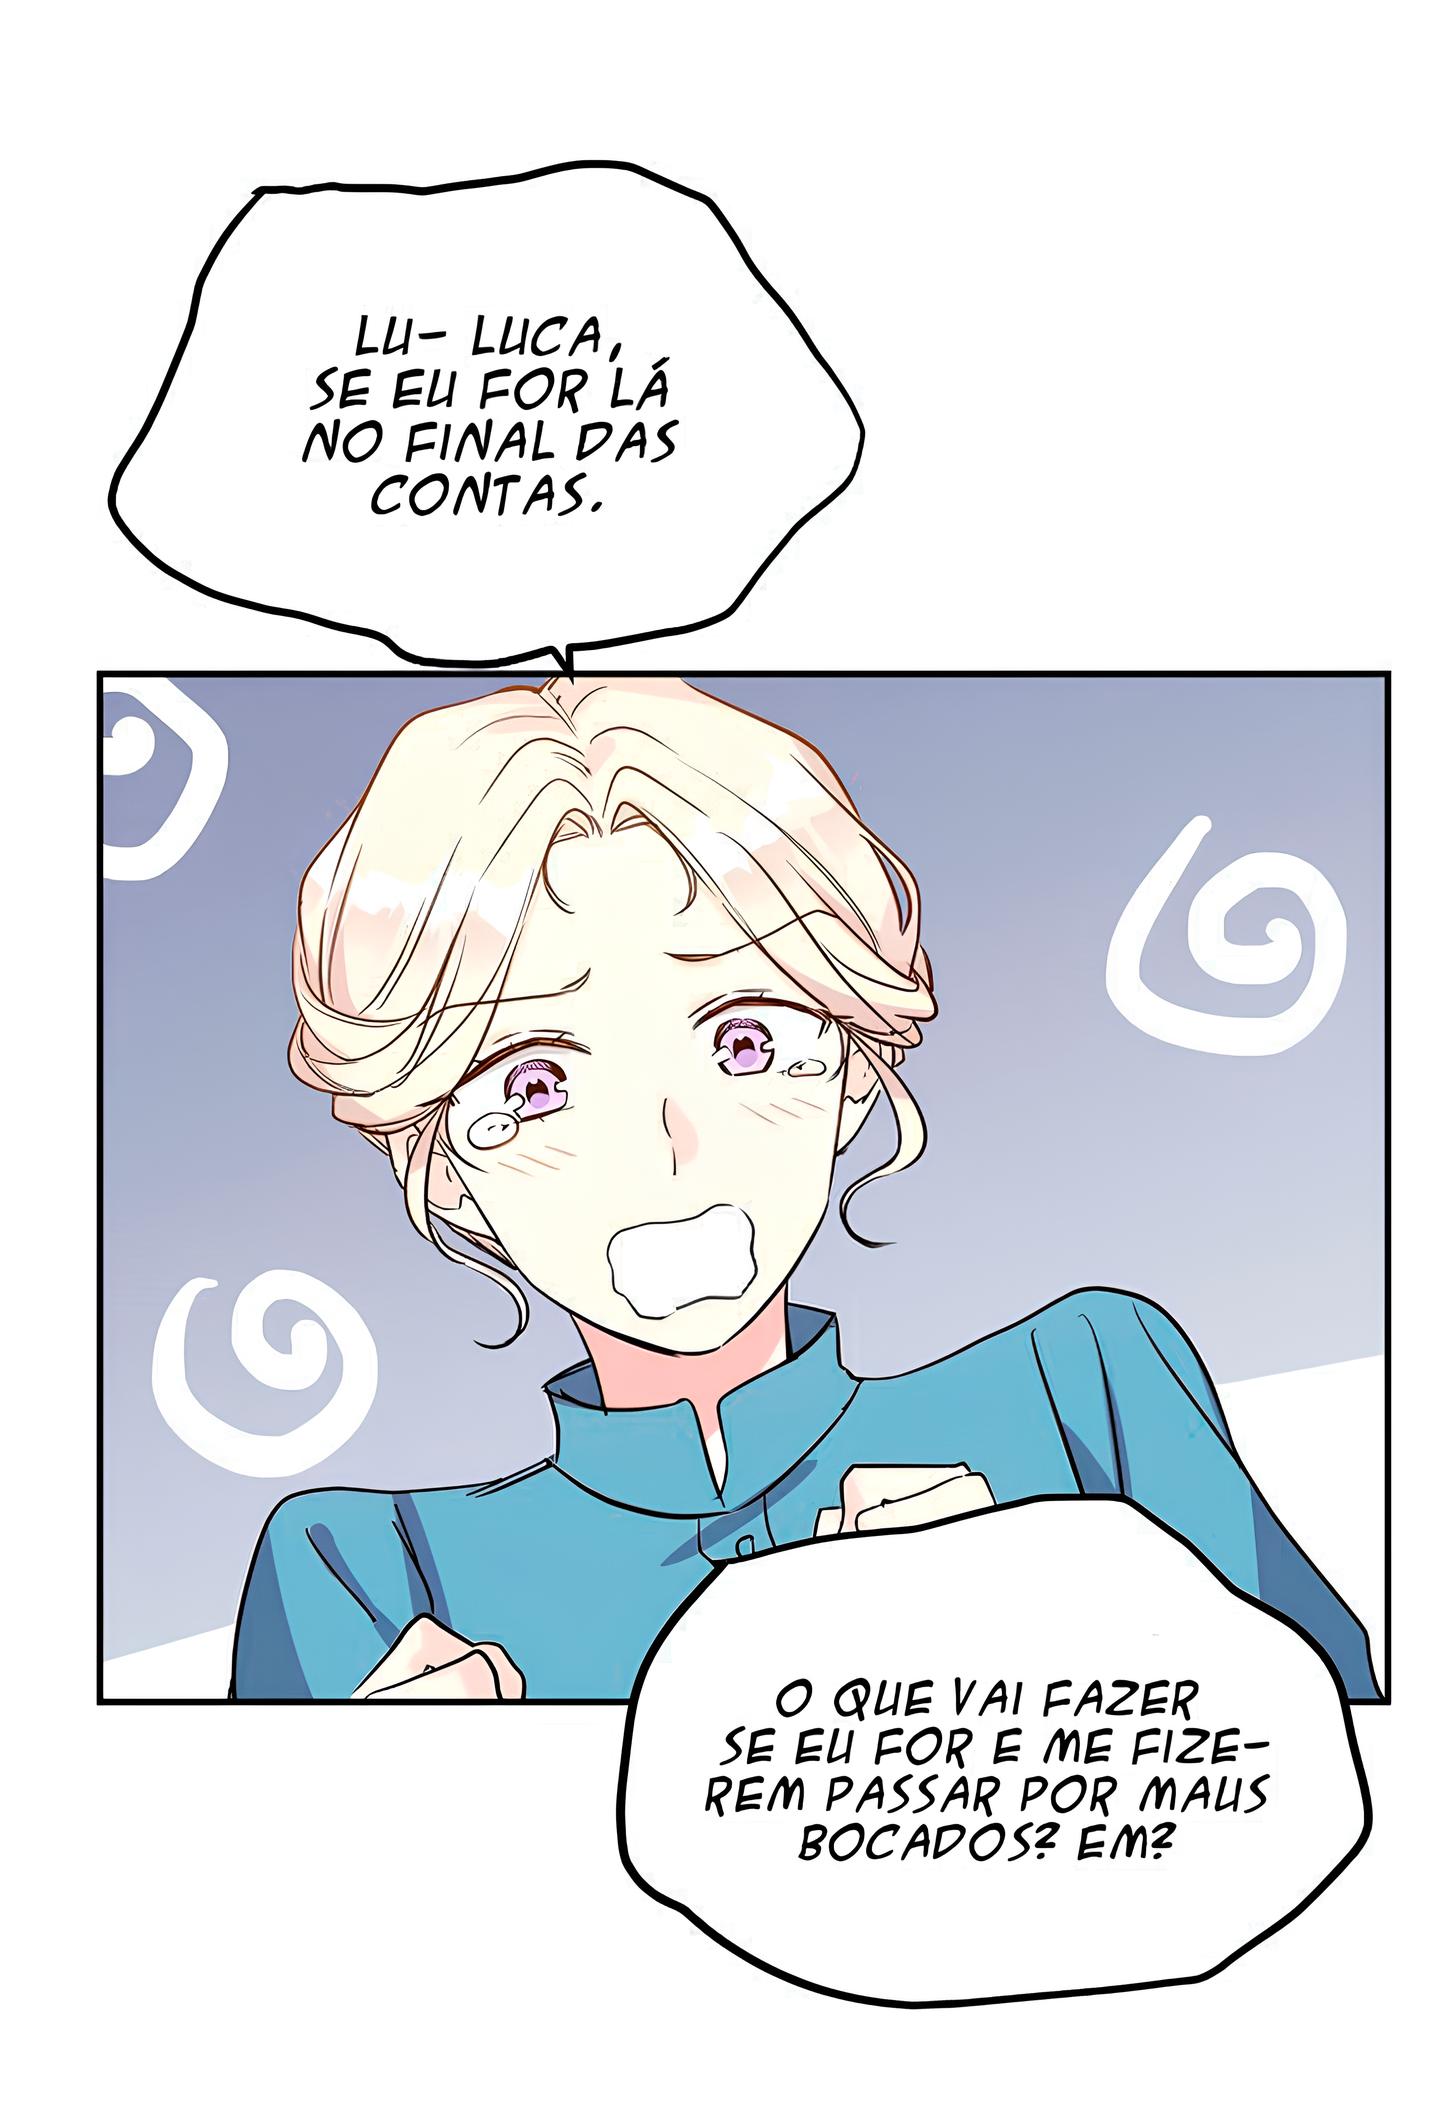 LU- LUCA,
SE EU FOR LÁ
NO FINAL DAS
CONTAS.
O QUE VAI FAZER
SE EU FOR E ME FIZE-
REM PASSAR POR MAUS
BOCADOS? EM?